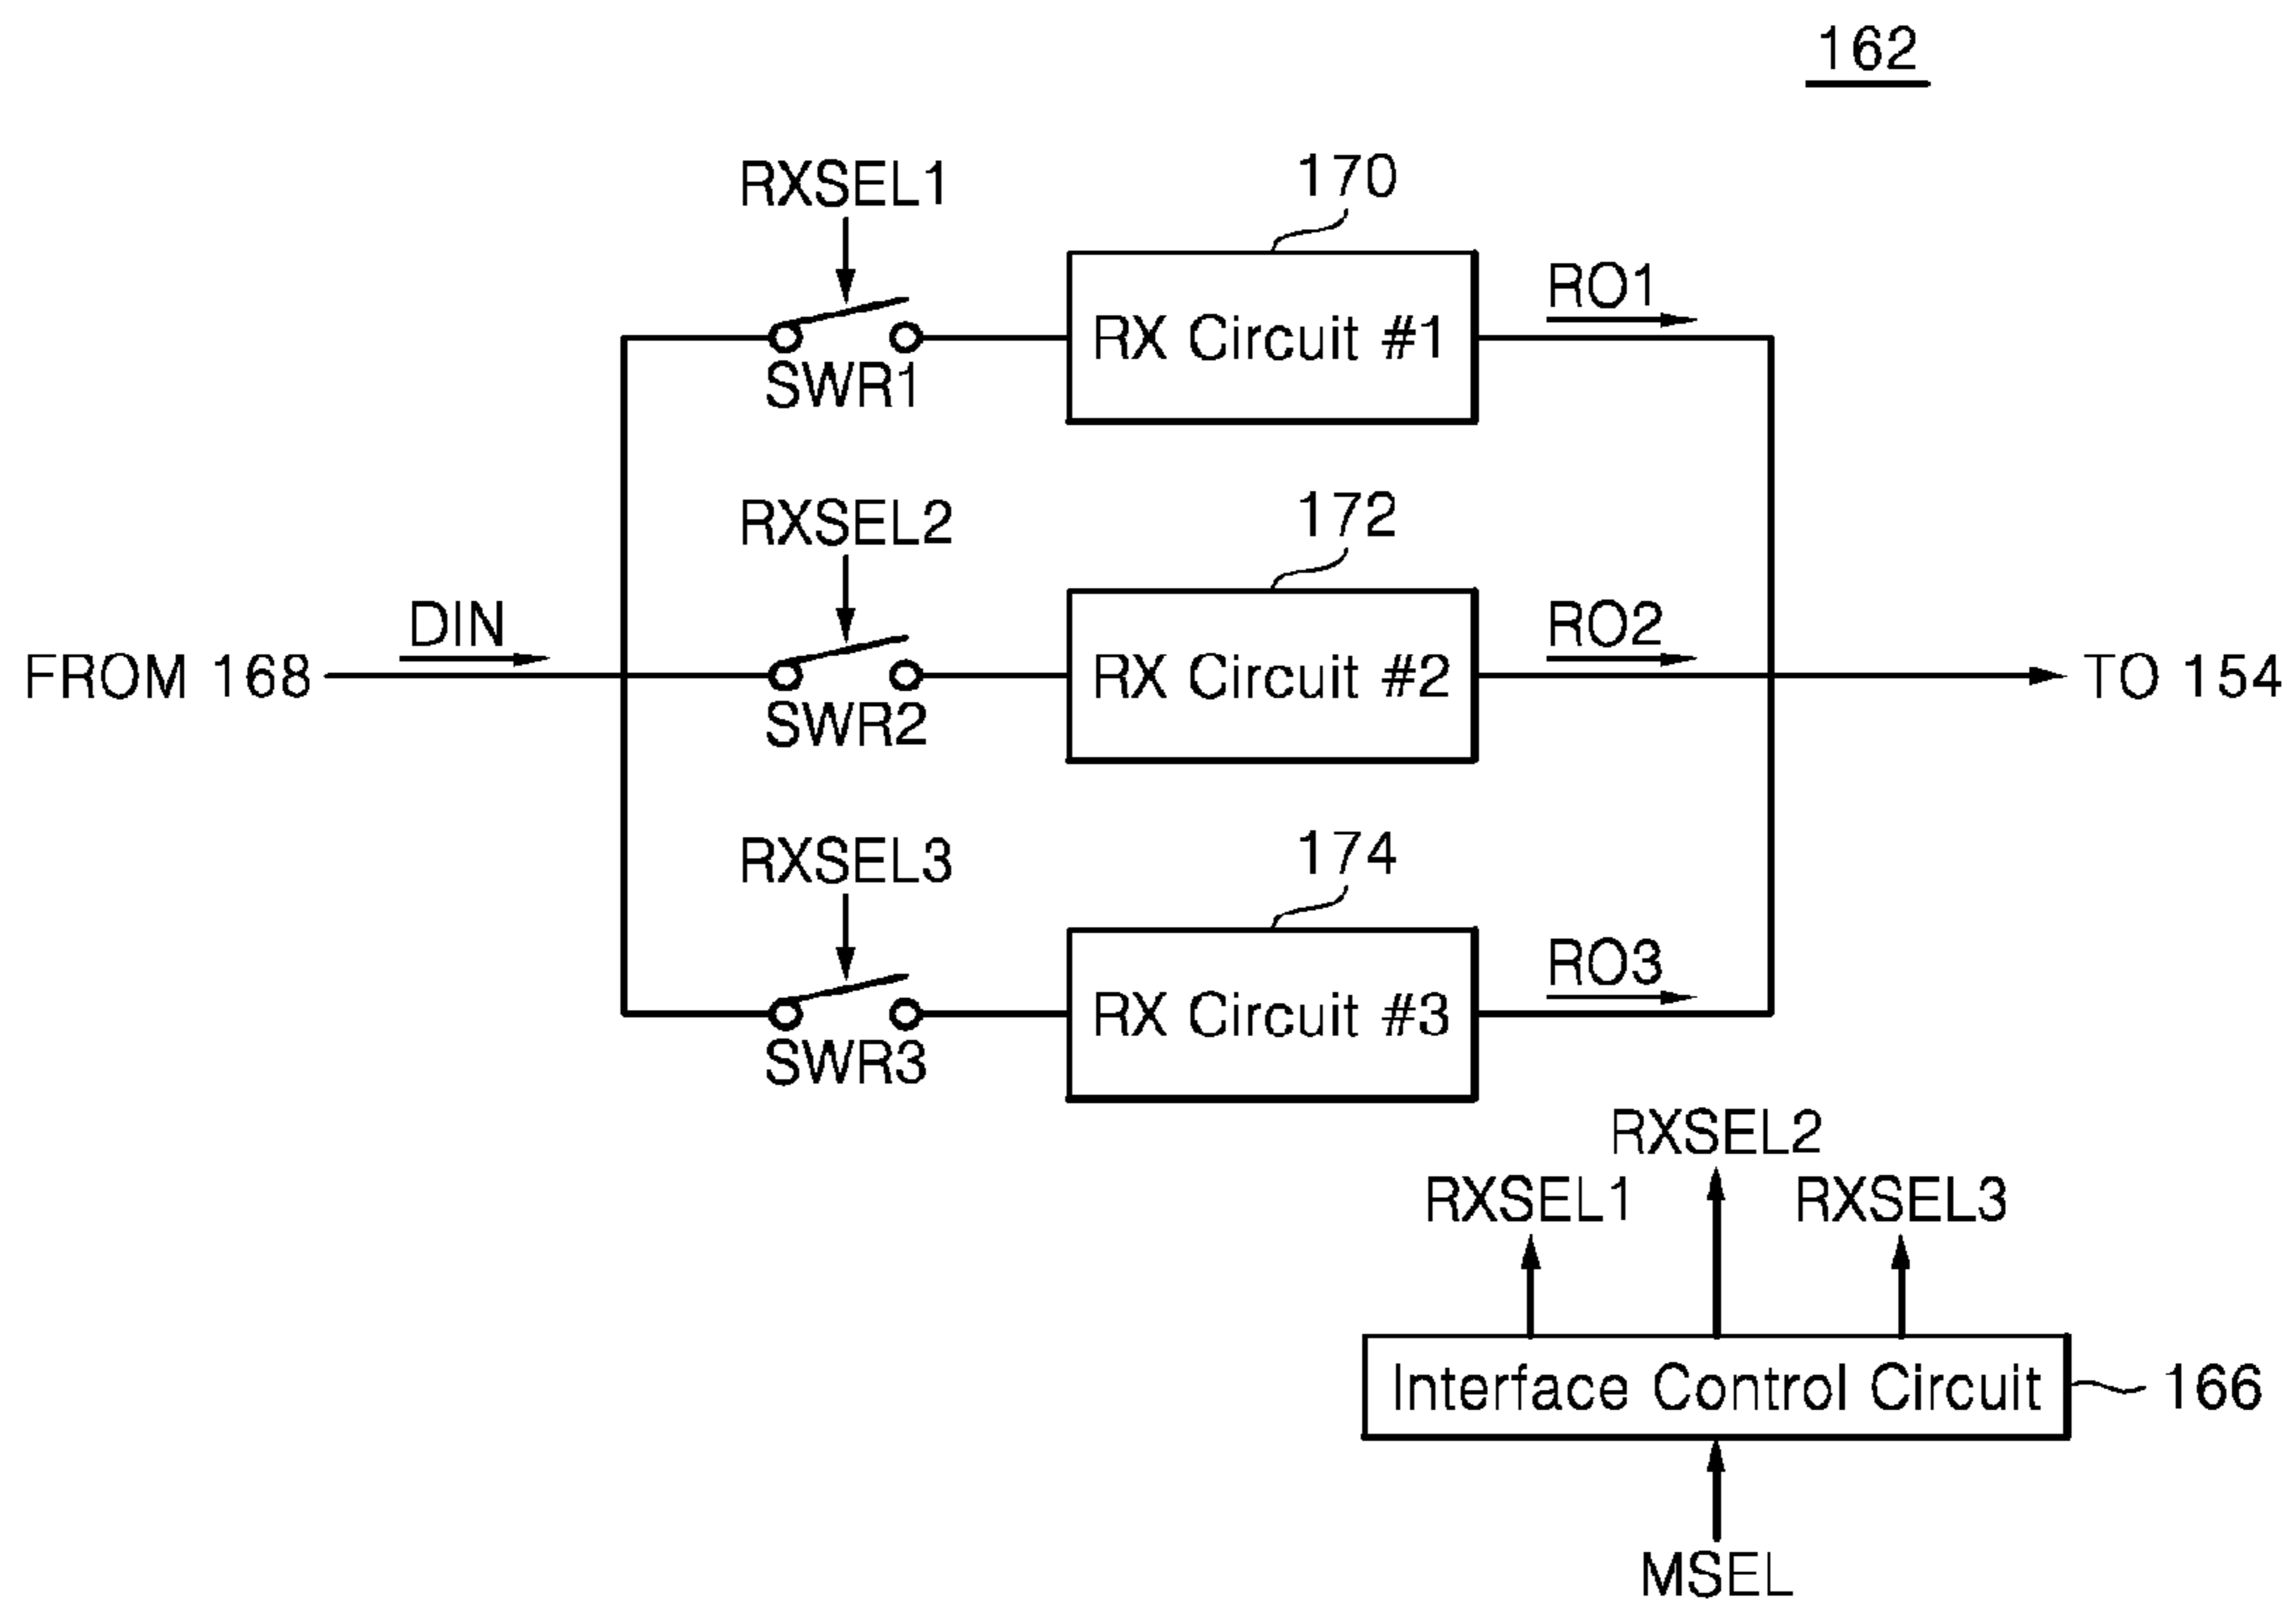 162
RXSEL1
170
RX Circuit #1
RO1
SWR1
RXSEL2
172
DIN
FROM 168
RX Circuit #2
RO2
TO 154
SWR2
RXSEL3
174
RX Circuit #3
RO3
SWR3
RXSEL2
RXSEL1
RXSEL3
Interface Control Circuit
166
MSEL